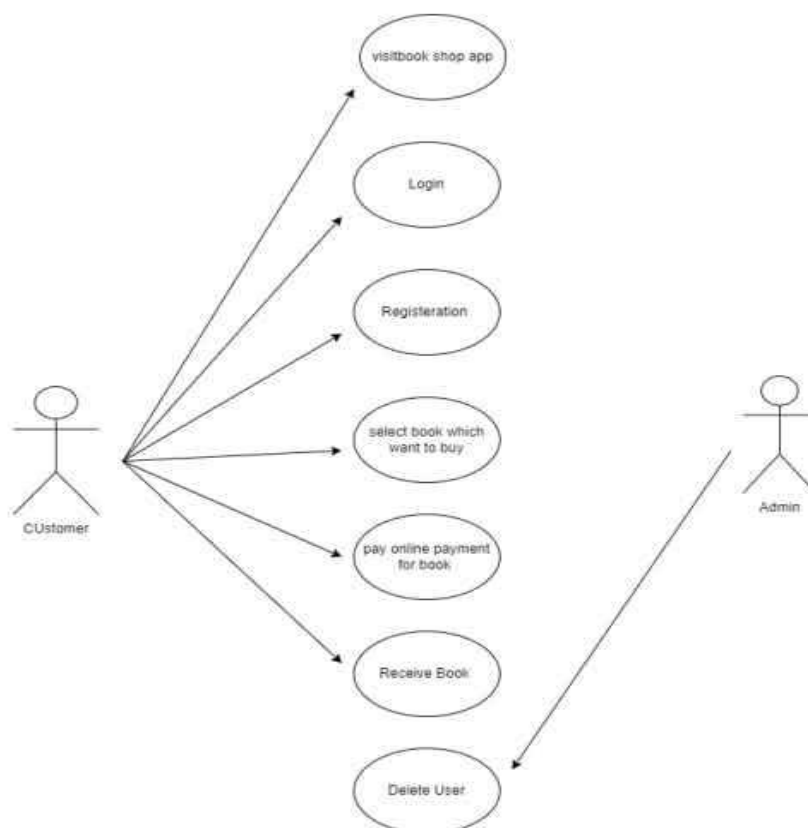 visitbook shop app
Login
Registeration
select book which
want to buy
CUstomer
Admin
pay online payment
for book
Receive Book
Delete User